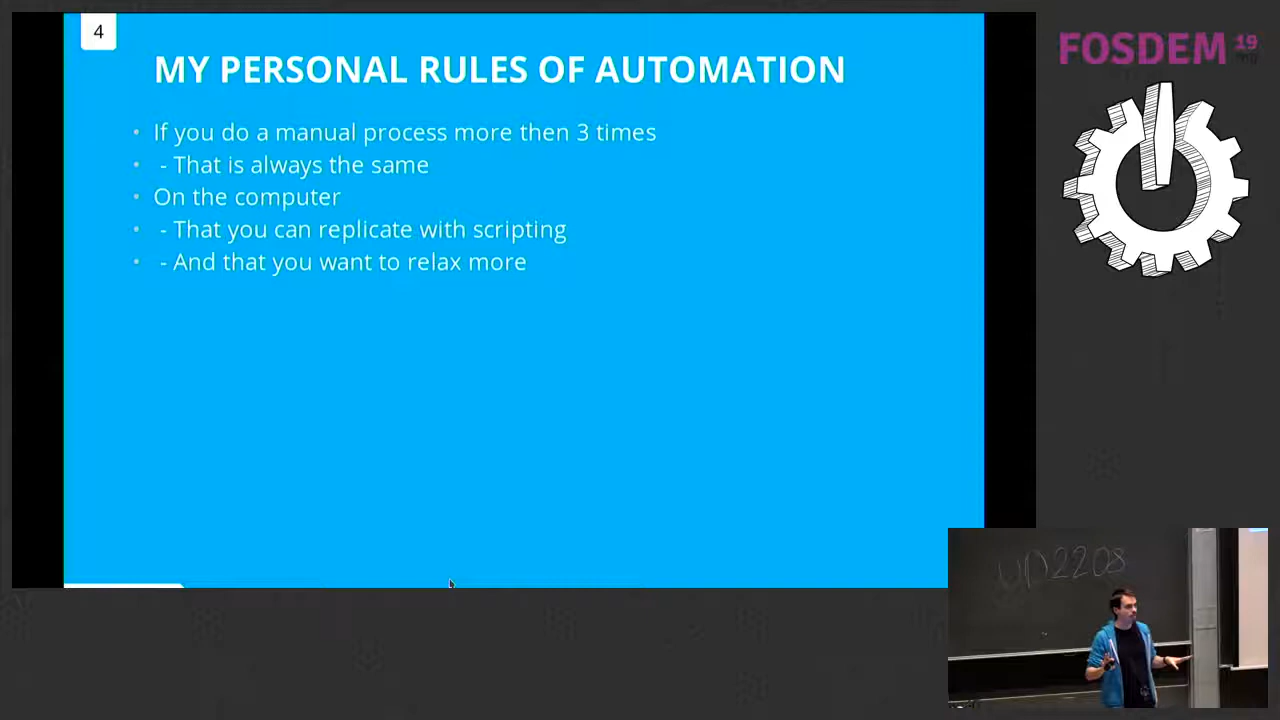 4
MY PERSONAL RULES OF AUTOMATION
If you do a manual process more then 3 times
- That is always the same
On the computer
- That you can replicate with scripting
- And that you want to relax more
FOSDEM 19
UD2208